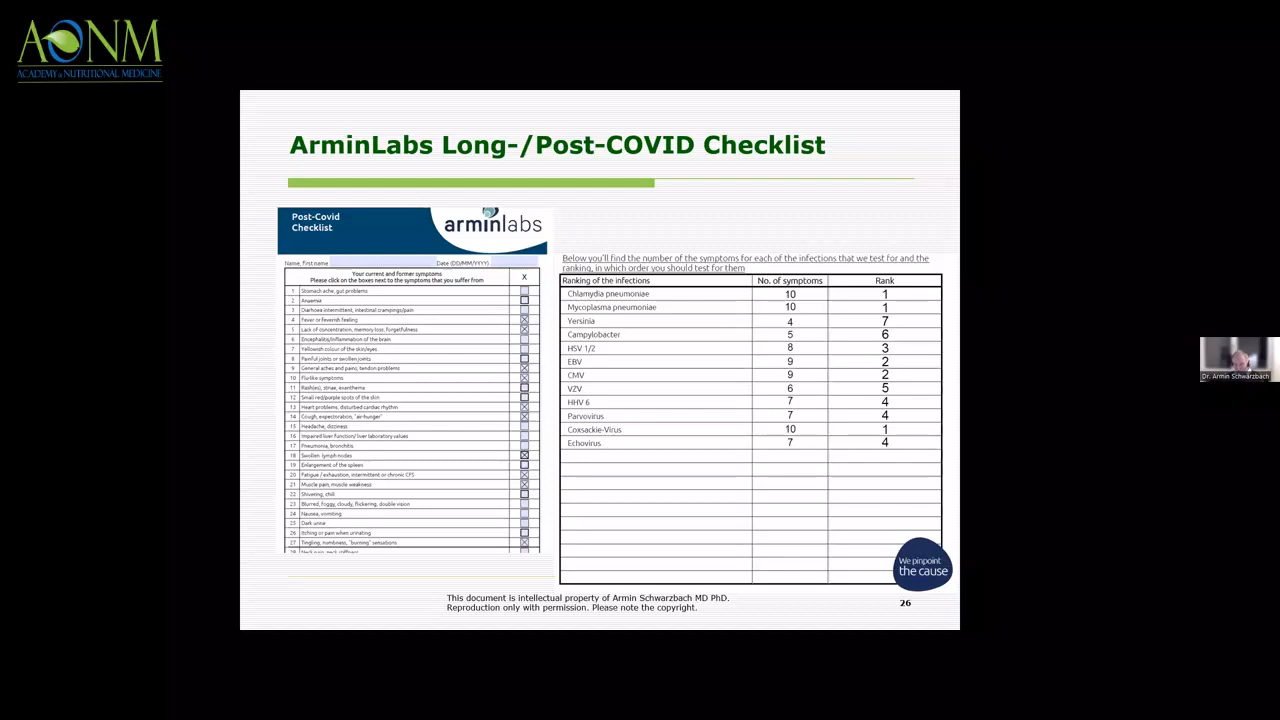 AONM
ACADEMY of NUTRITIONAL MEDICINE
ArminLabs Long-/Post-COVID Checklist
Post-Covid
Checklist
arminlabs
Name, First name
Date (DD/MM/YYYY)
Your current and former symptoms
Please click on the boxes next to the symptoms that you suffer from
X
1 Stomach ache, gut problems
2 Anaemia
3 Diarrhoea intermittent, intestinal crampings/pain
4 Fever or feverish feeling
5 Lack of concentration, memory loss, forgetfulness
6 Encephalitis/Inflammation of the brain
7 Yellowish colour of the skin/eyes
8 Painful joints or swollen joints
9 General aches and pains, tendon problems
10 Flu-like symptoms
11 Rash(es), striae, exanthema
12 Small red/purple spots of the skin
13 Heart problems, disturbed cardiac rhythm
14 Cough, expectoration, "air-hunger"
15 Headache, dizziness
16 Impaired liver function/ liver laboratory values
17 Pneumonia, bronchitis
18 Swollen lymph nodes
19 Enlargement of the spleen
20 Fatigue / exhaustion, intermittent or chronic CFS
21 Muscle pain, muscle weakness
22 Shivering, chill
23 Blurred, foggy, cloudy, flickering, double vision
24 Nausea, vomiting
25 Dark urine
26 Itching or pain when urinating
27 Tingling, numbness, "burning" sensations
28 Neck pain, neck stiffness
Below you'll find the number of the symptoms for each of the infections that we test for and the
ranking, in which order you should test for them
Ranking of the infections No. of symptoms Rank
Chlamydia pneumoniae 10 1
Mycoplasma pneumoniae 10 1
Yersinia 4 7
Campylobacter 5 6
HSV 1/2 8 3
EBV 9 2
CMV 9 2
VZV 6 5
HHV 6 7 4
Parvovirus 7 4
Coxsackie-Virus 10 1
Echovirus 7 4
We pinpoint
the cause
This document is intellectual property of Armin Schwarzbach MD PhD.
Reproduction only with permission. Please note the copyright.
26
Dr. Armin Schwarzbach